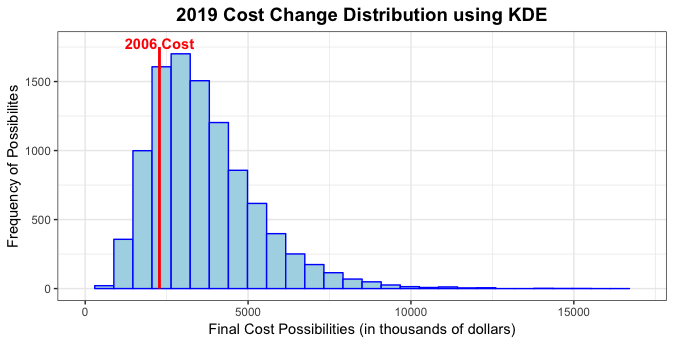 2019 Cost Change Distribution using KDE
2006 Cost
1500
1000
500
0
Frequency of Possibilites
0 5000 10000 15000
Final Cost Possibilities (in thousands of dollars)